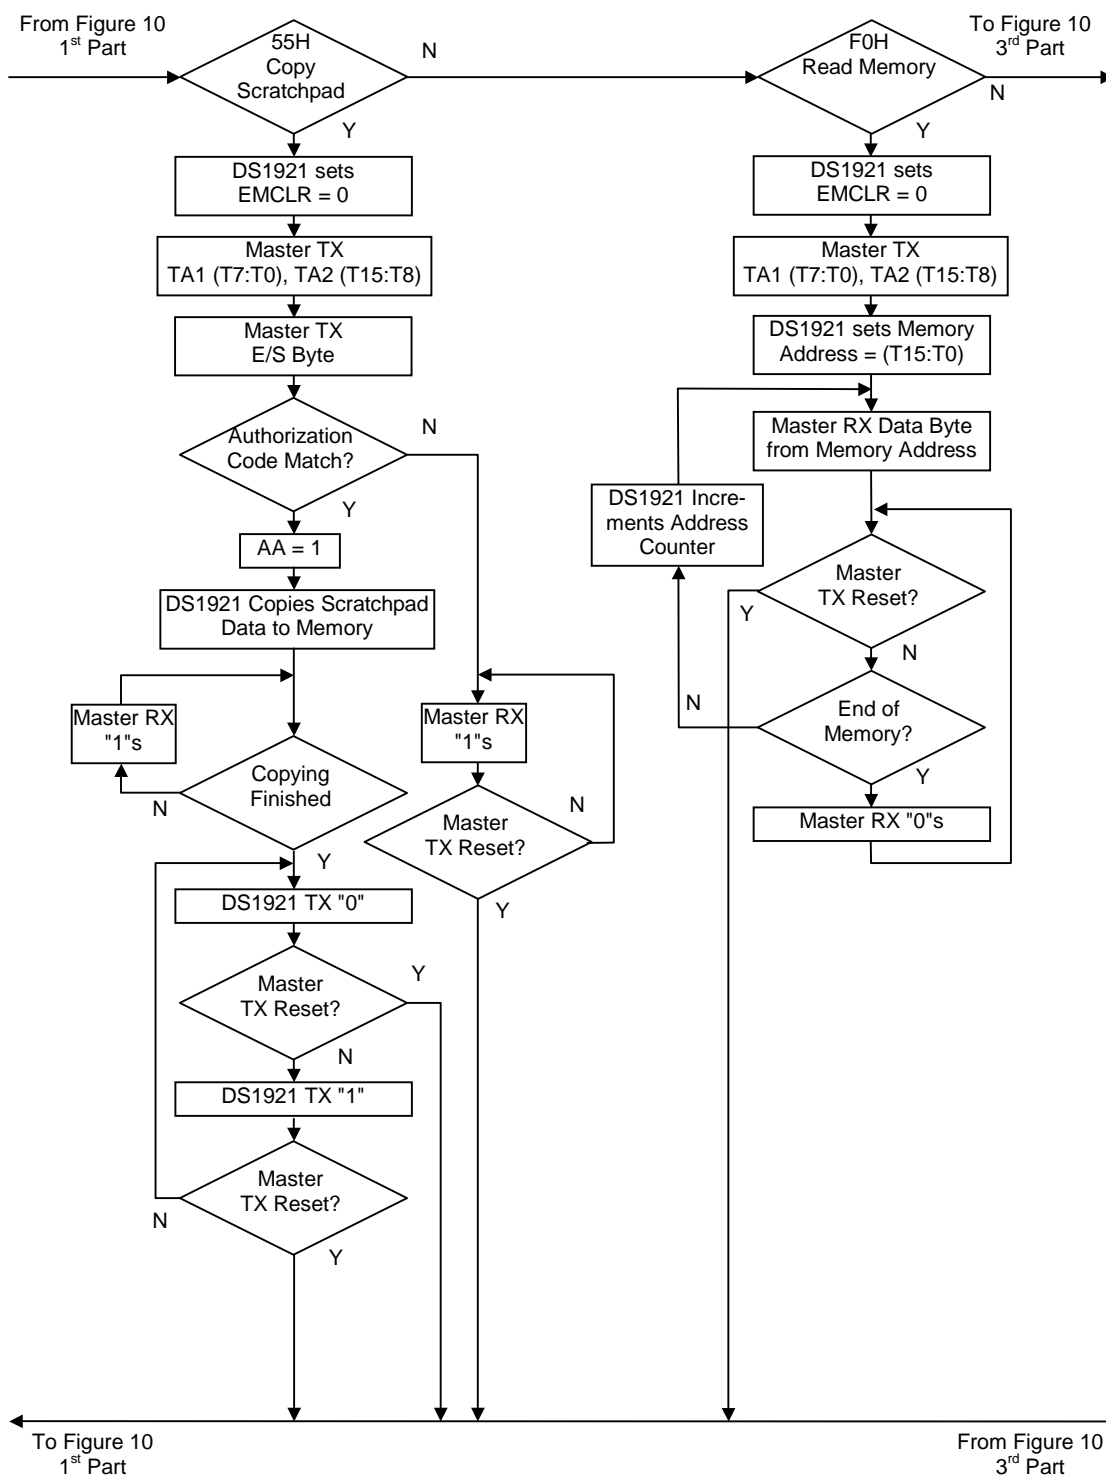 From Figure 10
1st Part
55H
Copy
Scratchpad
N
Y
F0H
Read Memory
N
Y
To Figure 10
3rd Part
DS1921 sets
EMCLR = 0
Master TX
TA1 (T7:T0), TA2 (T15:T8)
Master TX
E/S Byte
Authorization
Code Match?
N
Y
AA = 1
DS1921 Copies Scratchpad
Data to Memory
Master RX
"1"s
Copying
Finished
N
Y
DS1921 TX "0"
Master
TX Reset?
Y
N
DS1921 TX "1"
Master
TX Reset?
N
Y
Master RX
"1"s
Master
TX Reset?
N
Y
DS1921 sets
EMCLR = 0
Master TX
TA1 (T7:T0), TA2 (T15:T8)
DS1921 sets Memory
Address = (T15:T0)
Master RX Data Byte
from Memory Address
DS1921 Incre-
ments Address
Counter
Master
TX Reset?
Y
N
End of
Memory?
N
Y
Master RX "0"s
To Figure 10
1st Part
From Figure 10
3rd Part